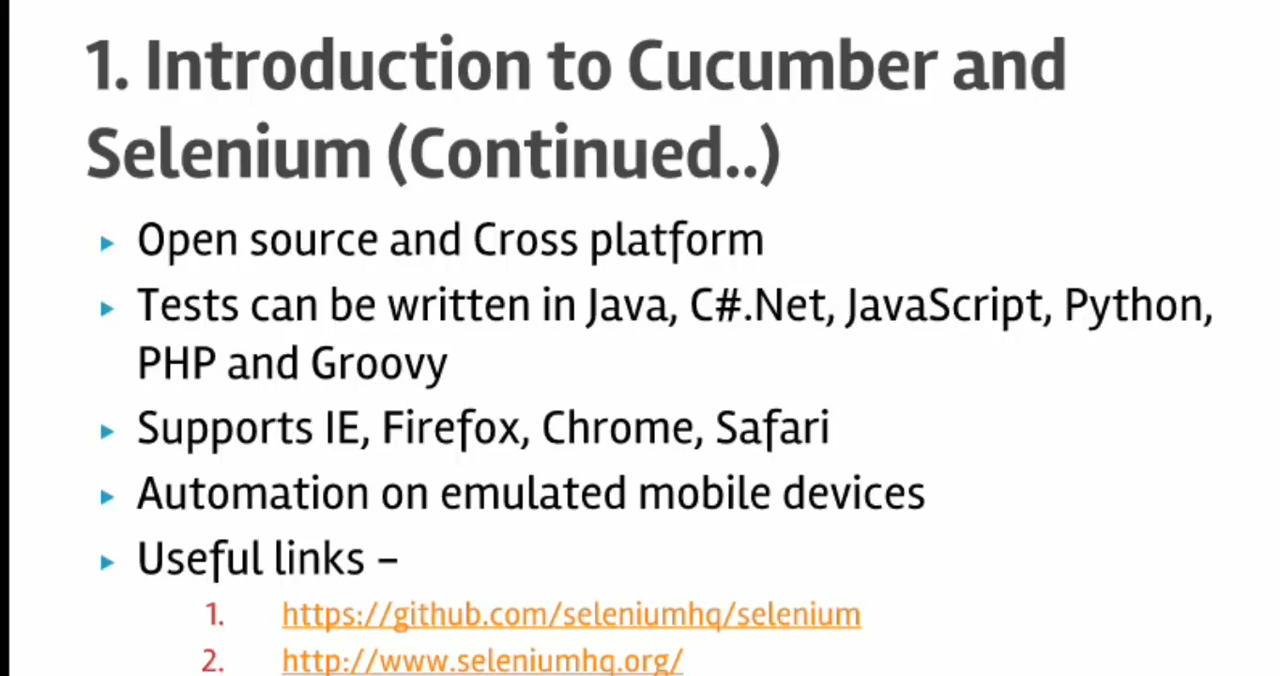 1. Introduction to Cucumber and
Selenium (Continued..)
Open source and Cross platform
Tests can be written in Java, C#.Net, JavaScript, Python,
PHP and Groovy
Supports IE, Firefox, Chrome, Safari
Automation on emulated mobile devices
Useful links –
1. https://github.com/seleniumhq/selenium
2. http://www.seleniumhq.org/